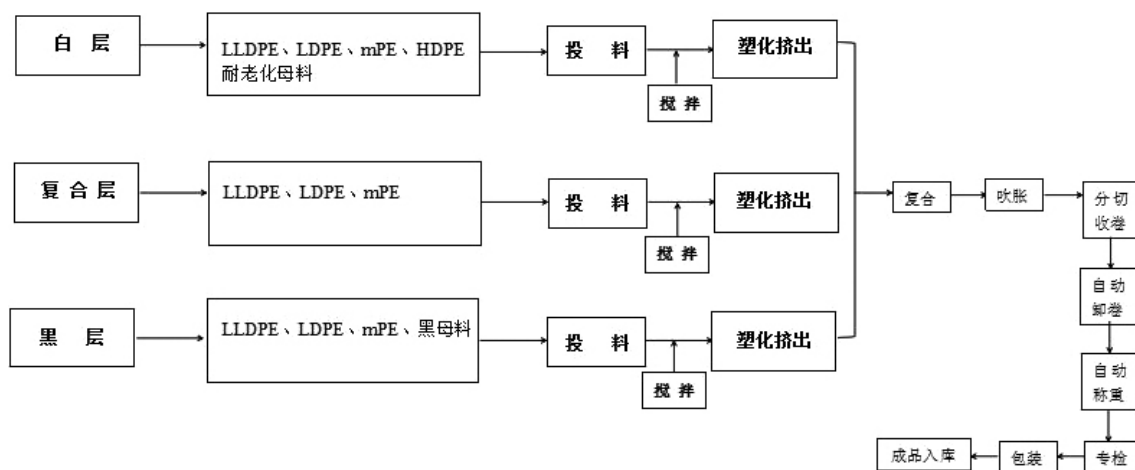 白 层
LLDPE、LDPE、mPE、HDPE
耐老化母料
投 料
搅 拌
塑化挤出
复 合 层
LLDPE、LDPE、mPE
投 料
搅 拌
塑化挤出
黑 层
LLDPE、LDPE、mPE、黑母料
投 料
搅 拌
塑化挤出
复合
吹胀
分切
收卷
自动
卸卷
自动
称重
专检
包装
成品入库